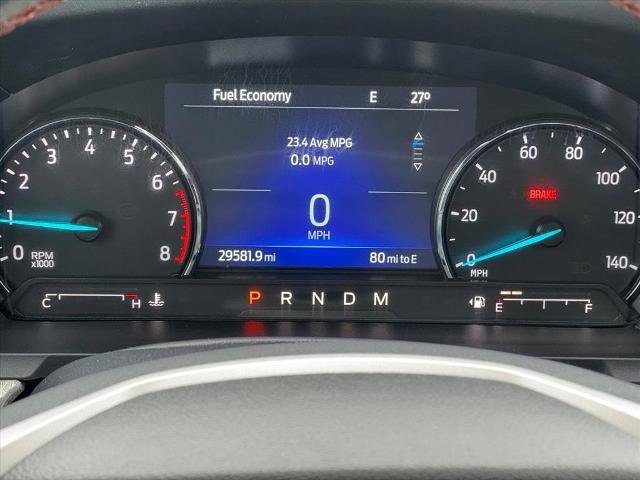 Fuel Economy E 27°
23.4 Avg MPG
0.0 MPG
0
MPH
29581.9 mi 80 mi to E
0 1 2 3 4 5 6 7 8
RPM
x1000
0 20 40 60 80 100 120 140
BRAKE
MPH
C H
P R N D M
E F